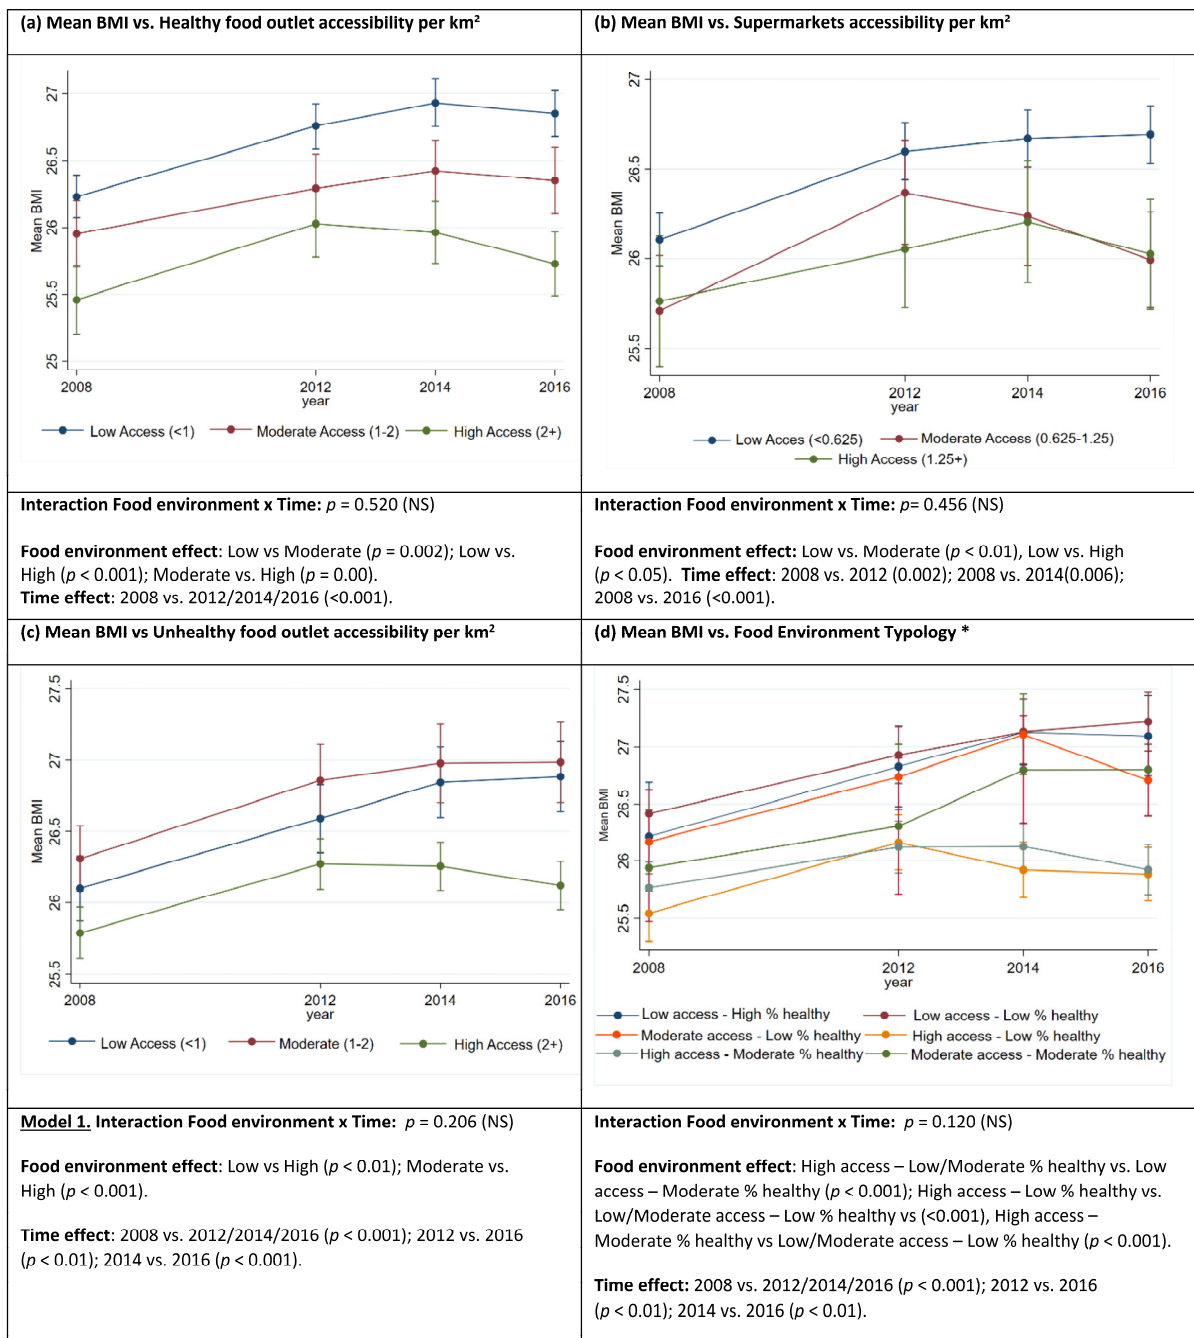 (a) Mean BMI vs. Healthy food outlet accessibility per km²
27
26.5
26
25.5
25
Mean BMI
2008
2012
2014
2016
year
Low Access (<1)
Moderate Access (1-2)
High Access (2+)
Interaction Food environment x Time: p = 0.520 (NS)
Food environment effect: Low vs Moderate (p = 0.002); Low vs.
High (p < 0.001); Moderate vs. High (p = 0.00).
Time effect: 2008 vs. 2012/2014/2016 (<0.001).
(b) Mean BMI vs. Supermarkets accessibility per km²
27
26.5
26
25.5
Mean BMI
2008
2012
2014
2016
year
Low Acces (<0.625)
Moderate Access (0.625-1.25)
High Access (1.25+)
Interaction Food environment x Time: p= 0.456 (NS)
Food environment effect: Low vs. Moderate (p < 0.01), Low vs. High
(p < 0.05). Time effect: 2008 vs. 2012 (0.002); 2008 vs. 2014(0.006);
2008 vs. 2016 (<0.001).
(c) Mean BMI vs Unhealthy food outlet accessibility per km²
27.5
27
26.5
26
25.5
Mean BMI
2008
2012
2014
2016
year
Low Access (<1)
Moderate (1-2)
High Access (2+)
Model 1. Interaction Food environment x Time: p = 0.206 (NS)
Food environment effect: Low vs High (p < 0.01); Moderate vs.
High (p < 0.001).
Time effect: 2008 vs. 2012/2014/2016 (p < 0.001); 2012 vs. 2016
(p < 0.01); 2014 vs. 2016 (p < 0.001).
(d) Mean BMI vs. Food Environment Typology *
27.5
27
26.5
26
25.5
Mean BMI
2008
2012
2014
2016
year
Low access - High % healthy
Low access - Low % healthy
Moderate access - Low % healthy
High access - Low % healthy
High access - Moderate % healthy
Moderate access - Moderate % healthy
Interaction Food environment x Time: p = 0.120 (NS)
Food environment effect: High access – Low/Moderate % healthy vs. Low
access – Moderate % healthy (p < 0.001); High access – Low % healthy vs.
Low/Moderate access – Low % healthy vs (<0.001), High access –
Moderate % healthy vs Low/Moderate access – Low % healthy (p < 0.001).
Time effect: 2008 vs. 2012/2014/2016 (p < 0.001); 2012 vs. 2016
(p < 0.01); 2014 vs. 2016 (p < 0.01).